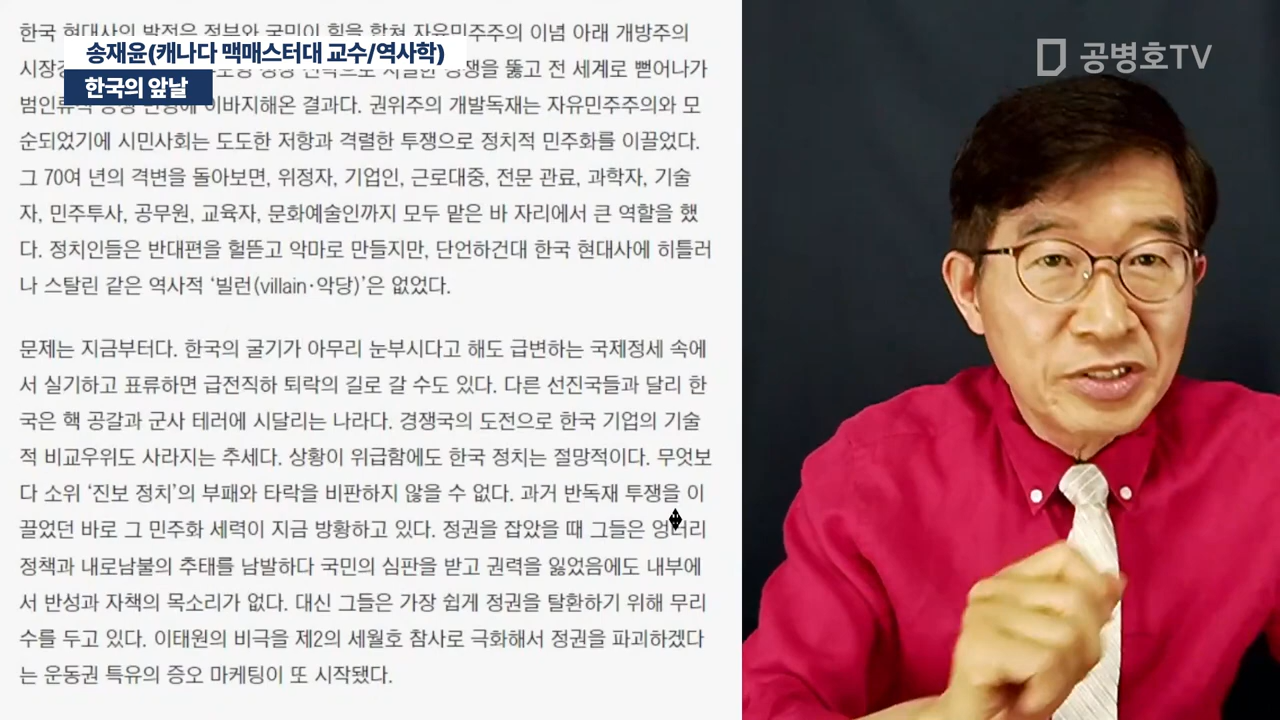 한국 현대사의 발전은 정부와 국민이 힘을 합쳐 자유민주주의 이념 아래 개방주의
송재윤(캐나다 맥매스터대 교수/역사학)
시장 경쟁을 뚫고 전 세계로 뻗어나가
한국의 앞날
이바지해온 결과다. 권위주의 개발독재는 자유민주주의와 모
순되었기에 시민사회는 도도한 저항과 격렬한 투쟁으로 정치적 민주화를 이끌었다.
그 70여 년의 격변을 돌아보면, 위정자, 기업인, 근로대중, 전문 관료, 과학자, 기술
자, 민주투사, 공무원, 교육자, 문화예술인까지 모두 맡은 바 자리에서 큰 역할을 했
다. 정치인들은 반대편을 헐뜯고 악마로 만들지만, 단언하건대 한국 현대사에 히틀러
나 스탈린 같은 역사적 ‘빌런(villain·악당)’은 없었다.
문제는 지금부터다. 한국의 굴기가 아무리 눈부시다고 해도 급변하는 국제정세 속에
서 실기하고 표류하면 급전직하 퇴락의 길로 갈 수도 있다. 다른 선진국들과 달리 한
국은 핵 공갈과 군사 테러에 시달리는 나라다. 경쟁국의 도전으로 한국 기업의 기술
적 비교우위도 사라지는 추세다. 상황이 위급함에도 한국 정치는 절망적이다. 무엇보
다 소위 ‘진보 정치’의 부패와 타락을 비판하지 않을 수 없다. 과거 반독재 투쟁을 이
끌었던 바로 그 민주화 세력이 지금 방황하고 있다. 정권을 잡았을 때 그들은 엉터리
정책과 내로남불의 추태를 남발하다 국민의 심판을 받고 권력을 잃었음에도 내부에
서 반성과 자책의 목소리가 없다. 대신 그들은 가장 쉽게 정권을 탈환하기 위해 무리
수를 두고 있다. 이태원의 비극을 제2의 세월호 참사로 극화해서 정권을 파괴하겠다
는 운동권 특유의 증오 마케팅이 또 시작됐다.
공병호TV